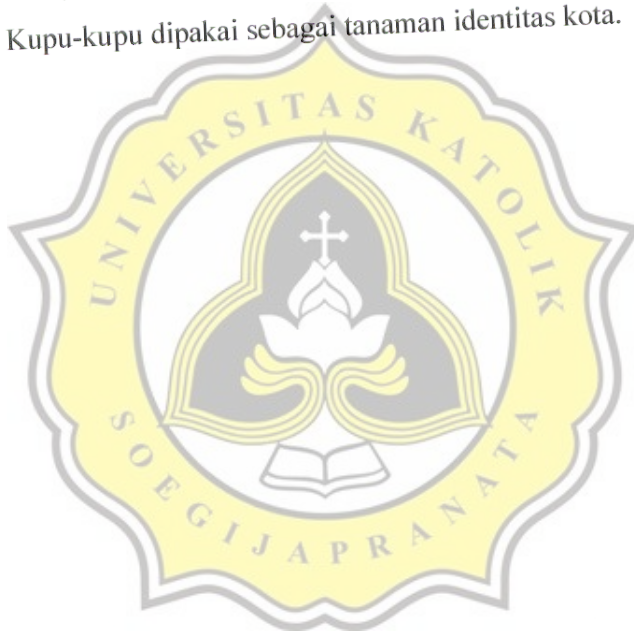 Kupu-kupu dipakai sebagai tanaman identitas kota.
UNIVERSITAS KATOLIK
SOEGIJAPRANATA